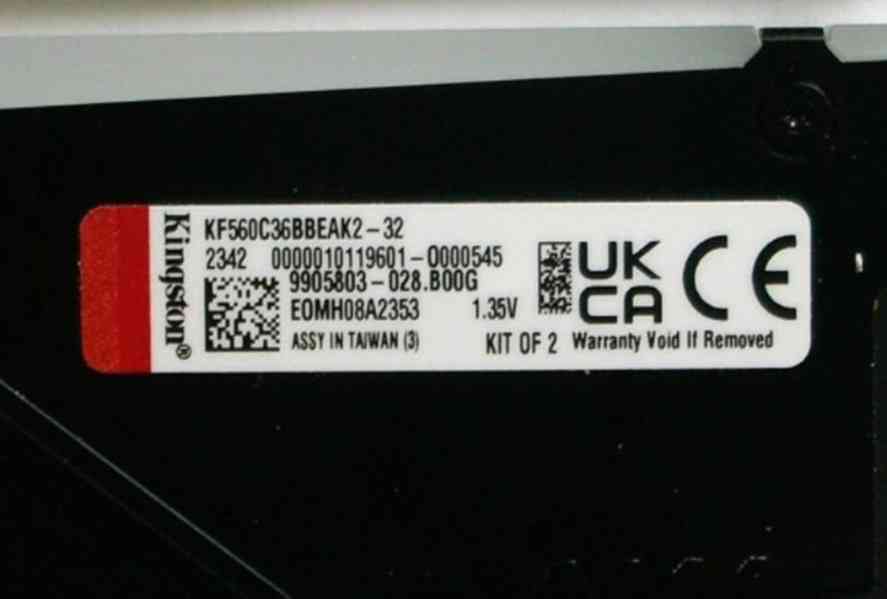 Kingston®
KF560C36BBEAK2-32
2342 0000010119601-0000545
9905803-028.B00G
EOMH08A2353 1.35V
ASSY IN TAIWAN (3) KIT OF 2
UK
CA
CE
Warranty Void If Removed